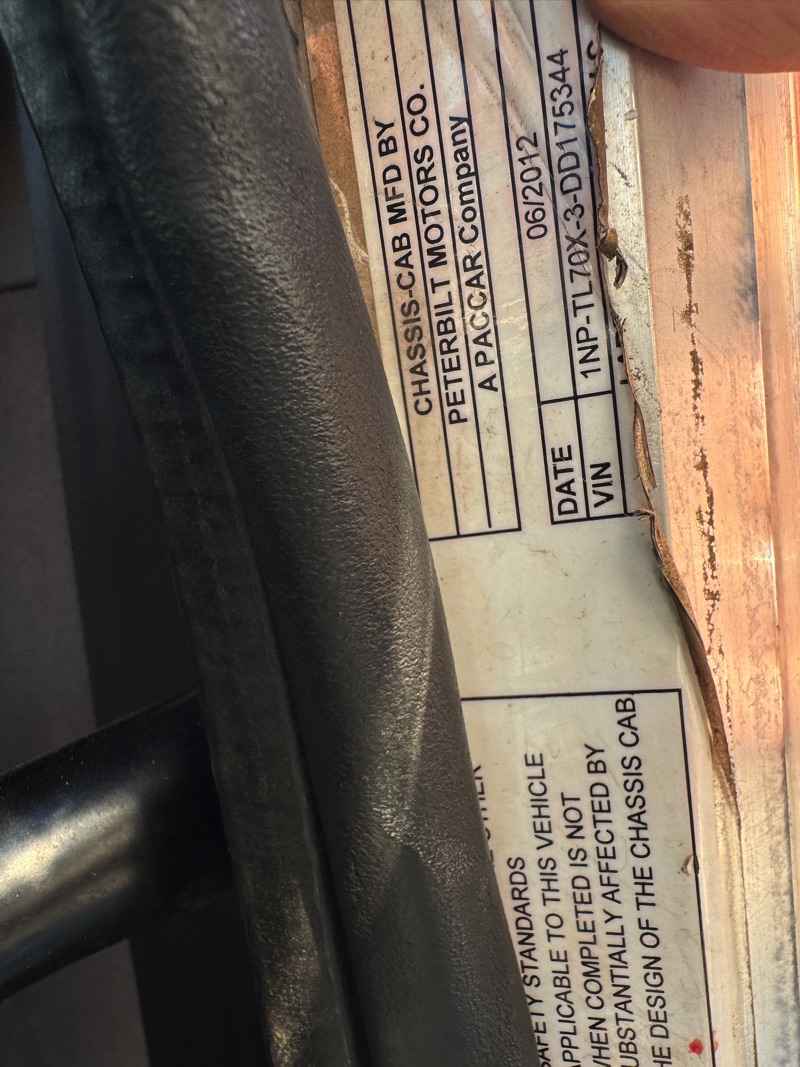 CHASSIS-CAB MFD BY
PETERBILT MOTORS CO.
A PACCAR Company
DATE 06/2012
VIN 1NP-TL70X-3-DD175344
SAFETY STANDARDS
APPLICABLE TO THIS VEHICLE
WHEN COMPLETED IS NOT
SUBSTANTIALLY AFFECTED BY
THE DESIGN OF THE CHASSIS CAB